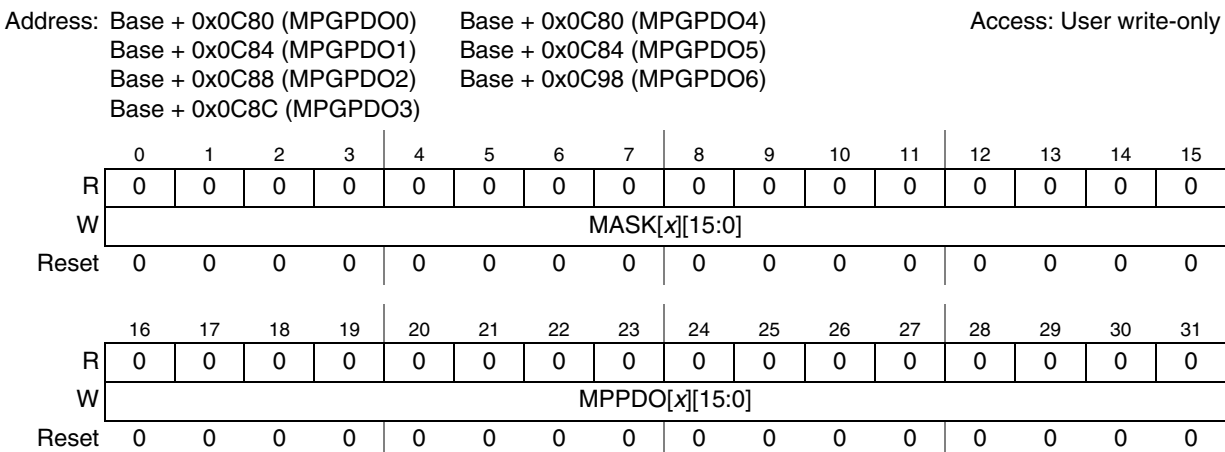 Address: Base + 0x0C80 (MPGPDO0) Base + 0x0C80 (MPGPDO4) Access: User write-only
Base + 0x0C84 (MPGPDO1) Base + 0x0C84 (MPGPDO5)
Base + 0x0C88 (MPGPDO2) Base + 0x0C98 (MPGPDO6)
Base + 0x0C8C (MPGPDO3)
0 1 2 3 4 5 6 7 8 9 10 11 12 13 14 15
R 0 0 0 0 0 0 0 0 0 0 0 0 0 0 0 0
W MASK[x][15:0]
Reset 0 0 0 0 0 0 0 0 0 0 0 0 0 0 0 0
16 17 18 19 20 21 22 23 24 25 26 27 28 29 30 31
R 0 0 0 0 0 0 0 0 0 0 0 0 0 0 0 0
W MPPDO[x][15:0]
Reset 0 0 0 0 0 0 0 0 0 0 0 0 0 0 0 0